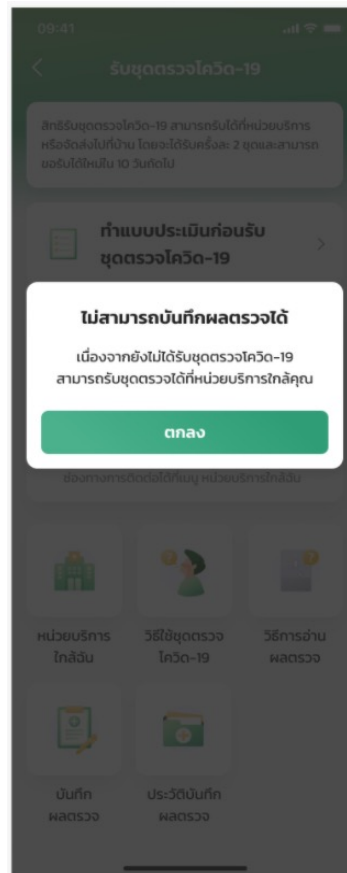 09:41
รับชุดตรวจโควิด-19
สิทธิรับชุดตรวจโควิด-19 สามารถรับได้ที่หน่วยบริการ
หรือจัดส่งไปที่บ้าน โดยจะได้รับครั้งละ 2 ชุดและสามารถ
ขอรับได้ใหม่ใน 10 วันถัดไป
ทำแบบประเมินก่อนรับ
ชุดตรวจโควิด-19
ไม่สามารถบันทึกผลตรวจได้
เนื่องจากยังไม่ได้รับชุดตรวจโควิด-19
สามารถรับชุดตรวจได้ที่หน่วยบริการใกล้คุณ
ตกลง
ช่องทางการติดต่อได้ที่เมนู หน่วยบริการใกล้ฉัน
หน่วยบริการ
ใกล้ฉัน
วิธีใช้ชุดตรวจ
โควิด-19
วิธีการอ่าน
ผลตรวจ
บันทึก
ผลตรวจ
ประวัติบันทึก
ผลตรวจ